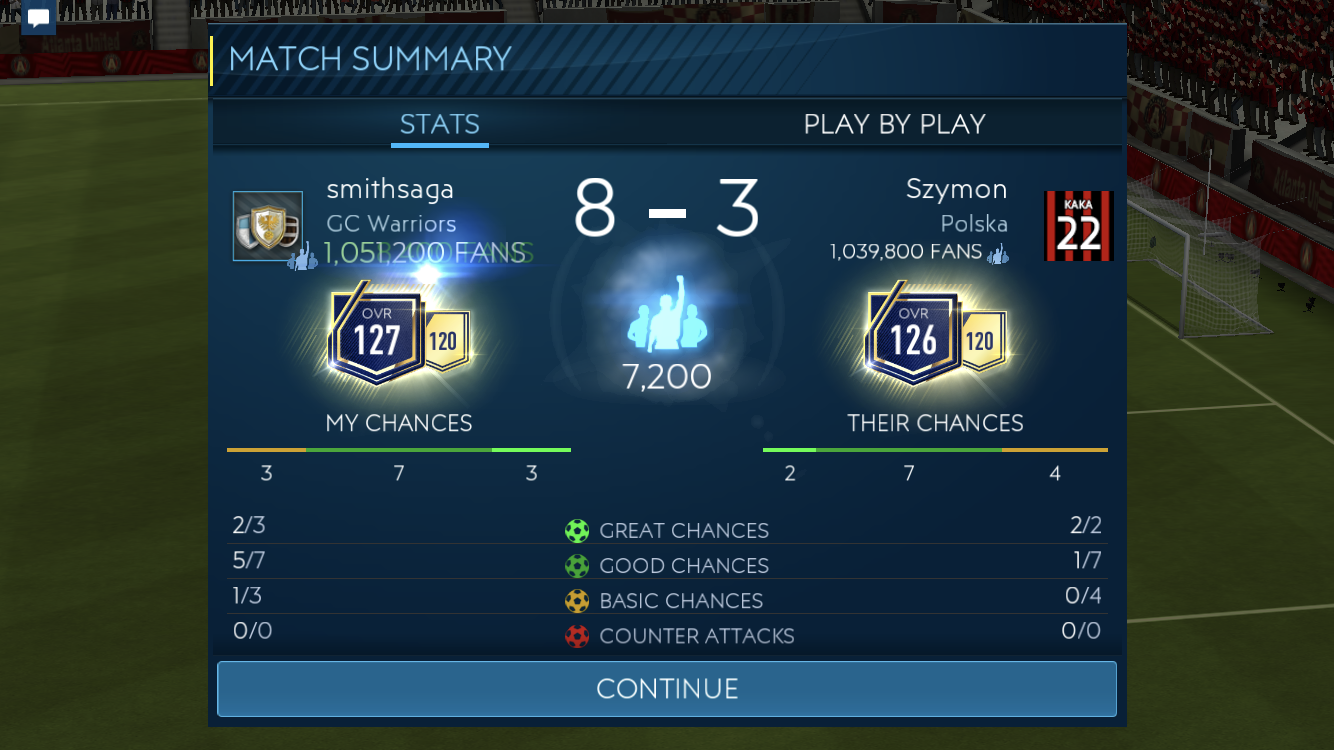 Atlanta United
MATCH SUMMARY
STATS
PLAY BY PLAY
smithsaga
GC Warriors
1,051,200 FANS
8 – 3
Szymon
Polska
1,039,800 FANS
KAKA
22
OVR
127
120
7,200
OVR
126
120
MY CHANCES
THEIR CHANCES
3 7 3
2 7 4
2/3 GREAT CHANCES 2/2
5/7 GOOD CHANCES 1/7
1/3 BASIC CHANCES 0/4
0/0 COUNTER ATTACKS 0/0
CONTINUE